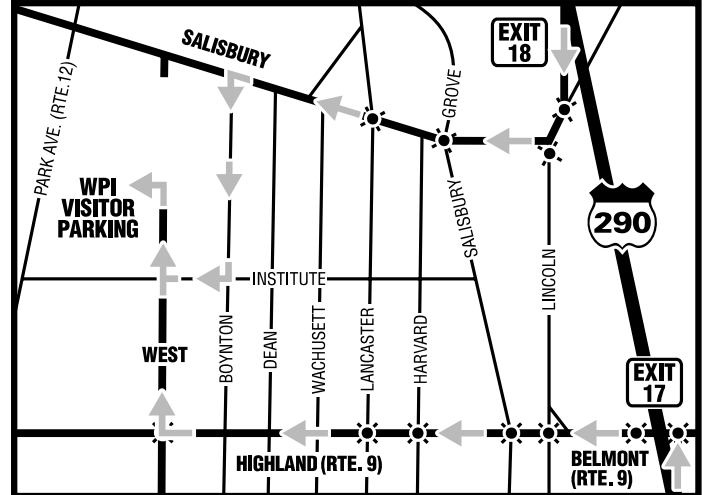 SALISBURY
EXIT
18
GROVE
PARK AVE. (RTE.12)
WPI
VISITOR
PARKING
290
SALISBURY
LINCOLN
INSTITUTE
WEST
BOYNTON
DEAN
WACHUSETT
LANCASTER
HARVARD
EXIT
17
HIGHLAND (RTE. 9)
BELMONT
(RTE. 9)